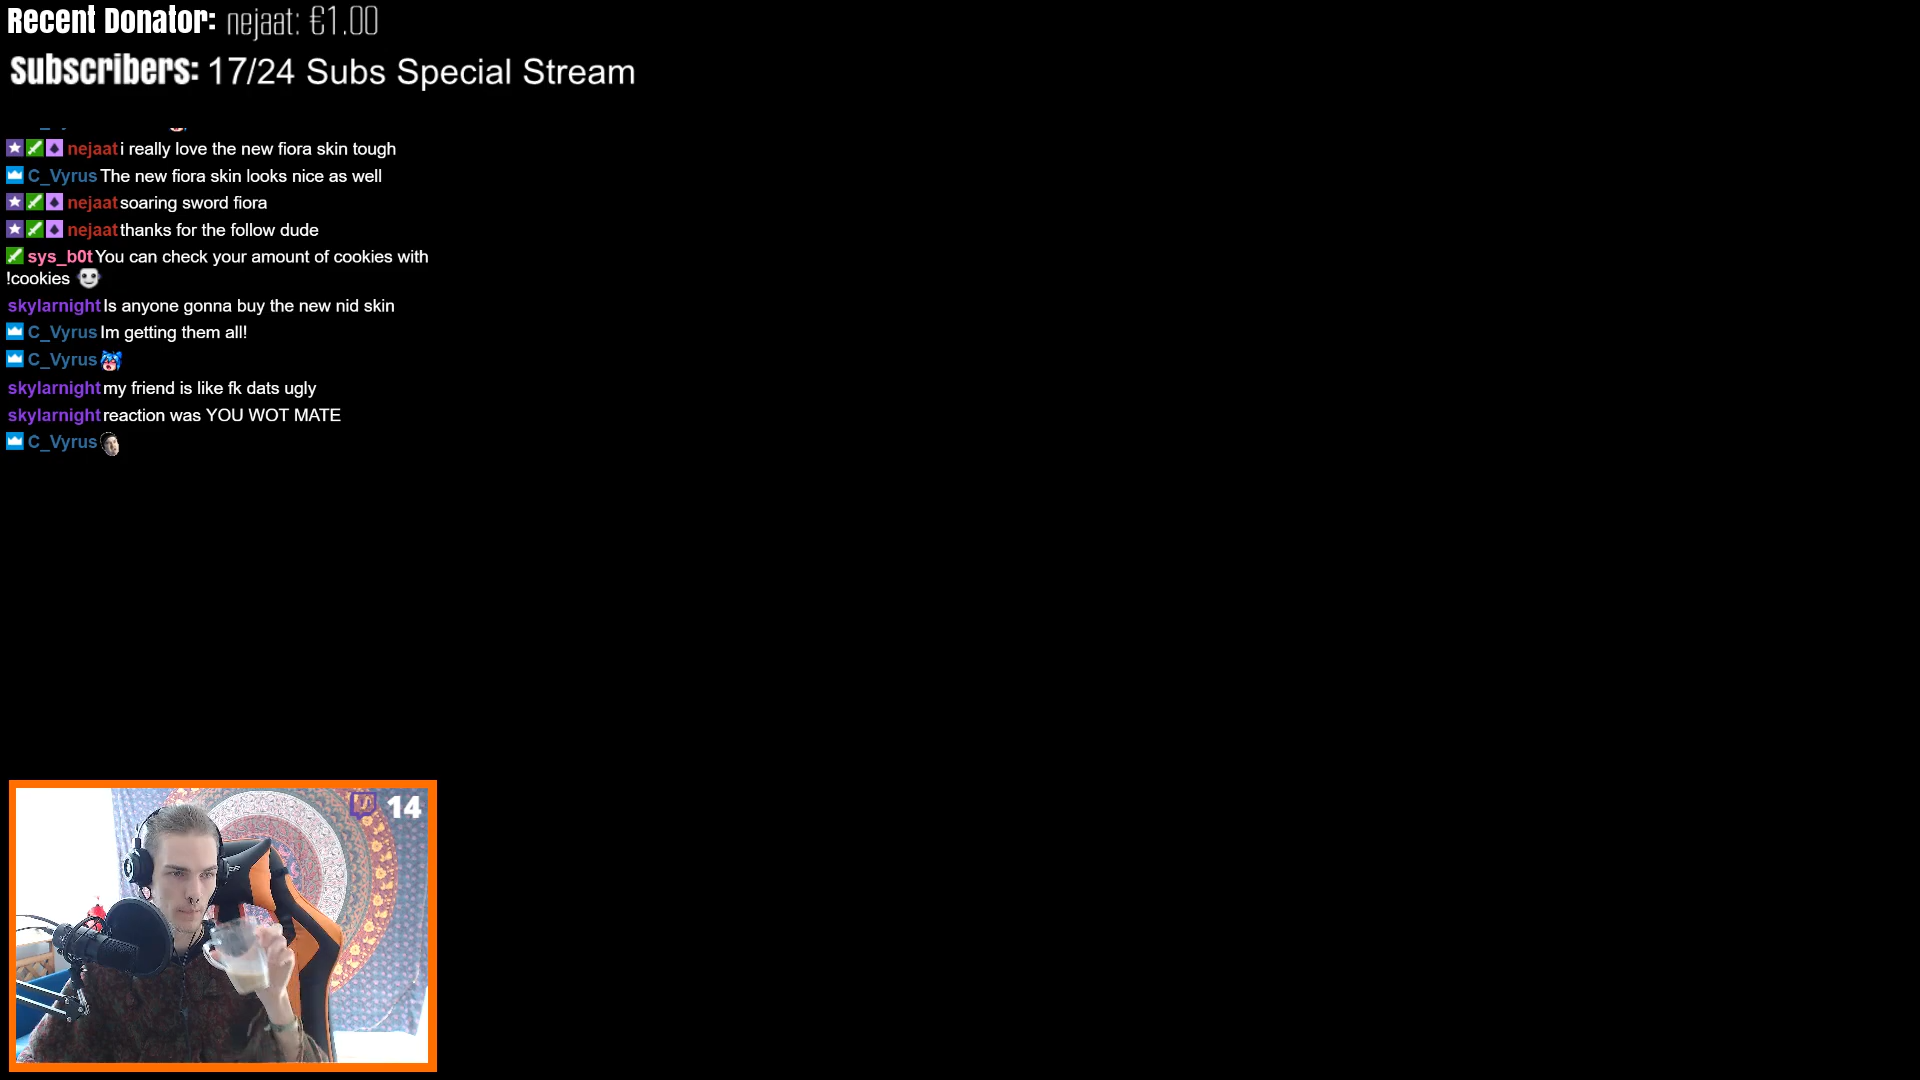 Recent Donator: nejaat: €1.00
Subscribers: 17/24 Subs Special Stream
nejaat i really love the new fiora skin tough
C_Vyrus The new fiora skin looks nice as well
nejaat soaring sword fiora
nejaat thanks for the follow dude
sys_b0t You can check your amount of cookies with
!cookies
skylarnight Is anyone gonna buy the new nid skin
C_Vyrus Im getting them all!
C_Vyrus
skylarnight my friend is like fk dats ugly
skylarnight reaction was YOU WOT MATE
C_Vyrus
14